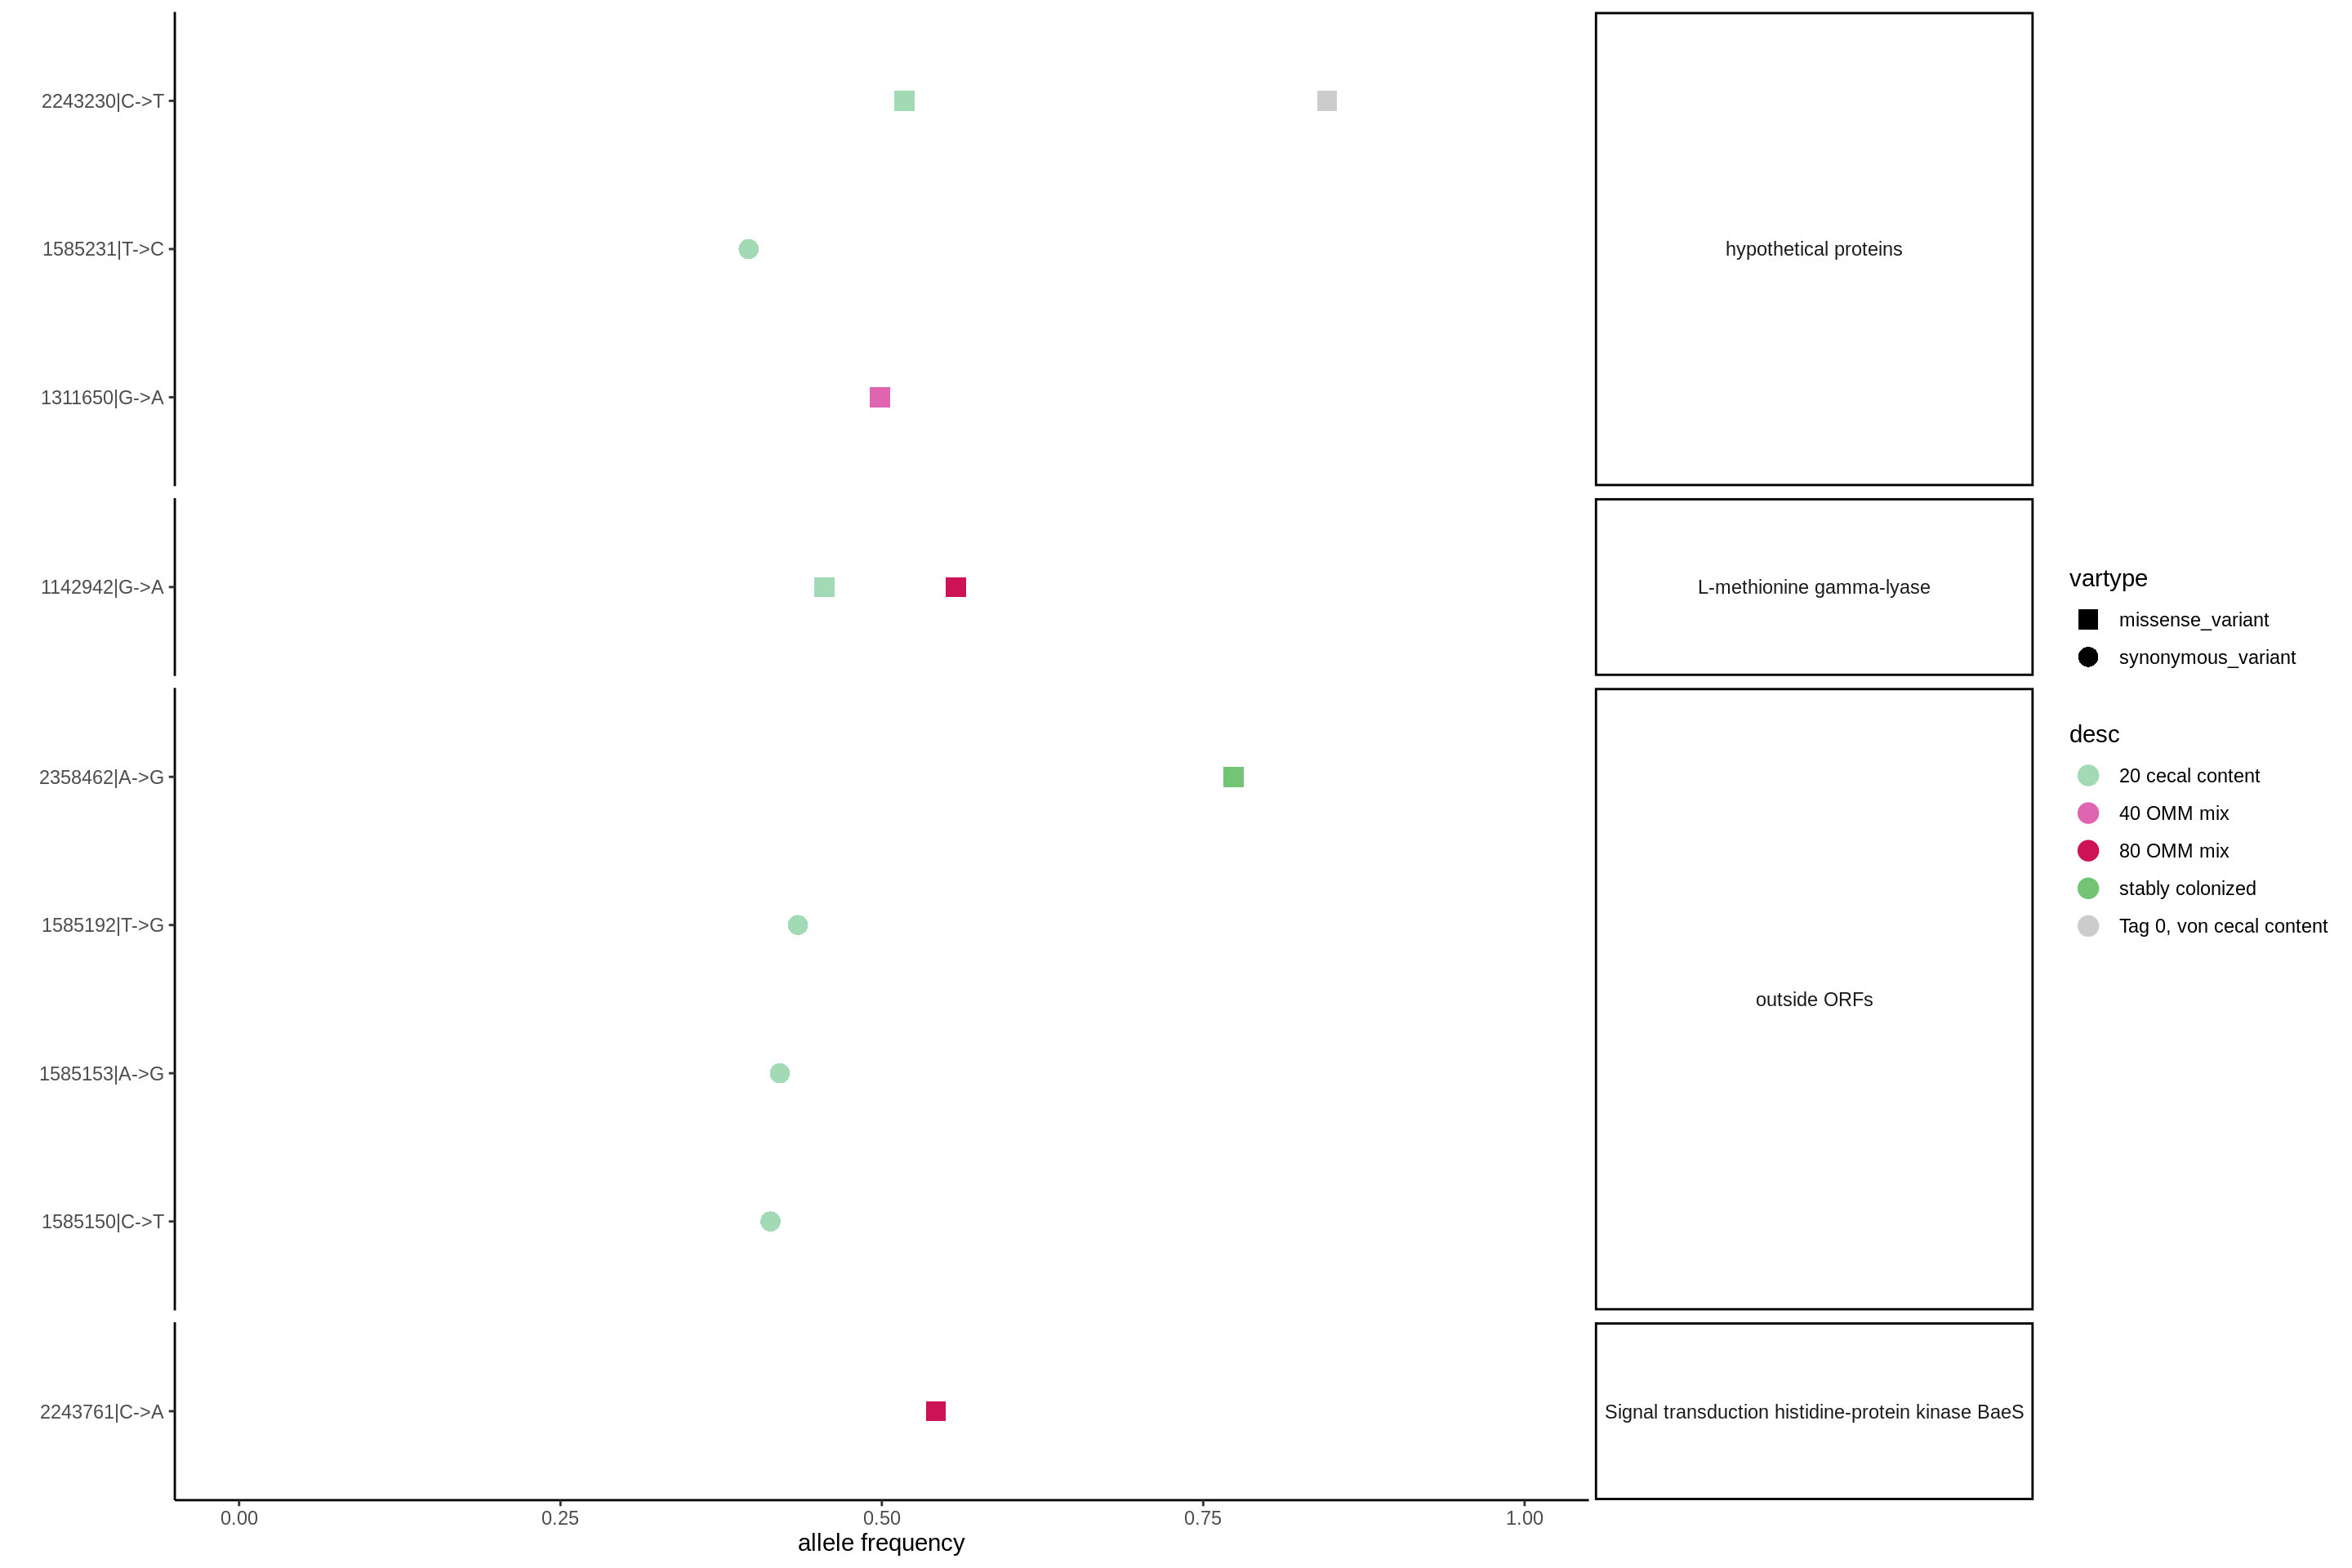 2243230|C->T
1585231|T->C
hypothetical proteins
1311650|G->A
1142942|G->A
L-methionine gamma-lyase
2358462|A->G
1585192|T->G
outside ORFs
1585153|A->G
1585150|C->T
2243761|C->A
Signal transduction histidine-protein kinase BaeS
0.00
0.25
0.50
0.75
1.00
allele frequency
vartype
missense_variant
synonymous_variant
desc
20 cecal content
40 OMM mix
80 OMM mix
stably colonized
Tag 0, von cecal content